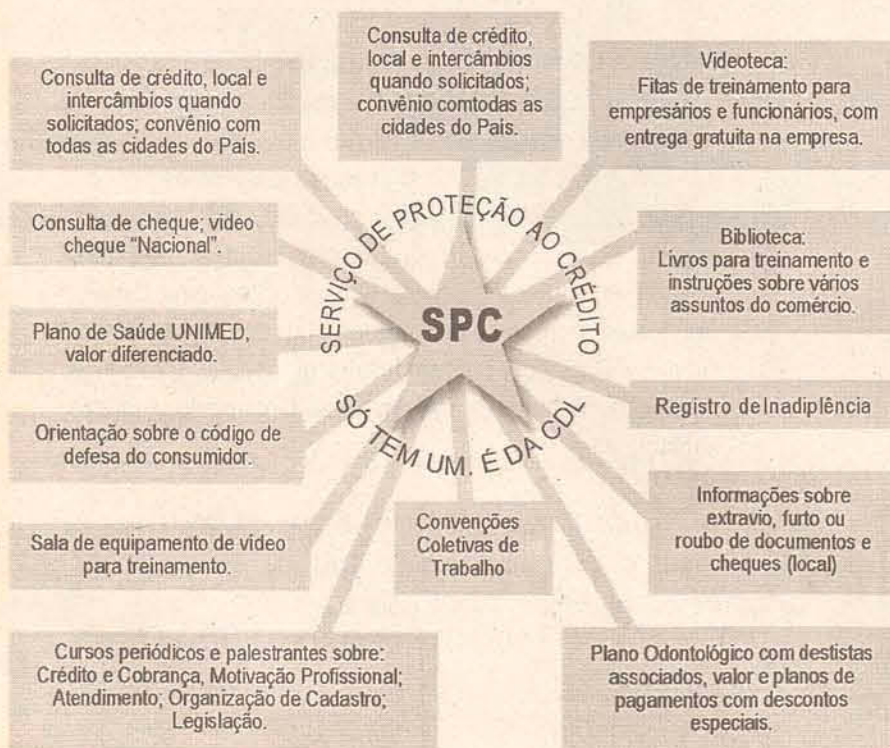 Consulta de crédito, local e
intercâmbios quando
solicitados; convênio com
todas as cidades do País.
Consulta de crédito,
local e intercâmbios
quando solicitados;
convênio comtodas as
cidades do País.
Videoteca:
Fitas de treinamento para
empresários e funcionários, com
entrega gratuita na empresa.
Consulta de cheque; video
cheque “Nacional”.
Biblioteca:
Livros para treinamento e
instruções sobre vários
assuntos do comércio.
SERVIÇO DE PROTEÇÃO AO CRÉDITO
SPC
SÓ TEM UM. É DA CDL
Plano de Saúde UNIMED,
valor diferenciado.
Registro de Inadiplência
Orientação sobre o código de
defesa do consumidor.
Informações sobre
extravio, furto ou
roubo de documentos e
cheques (local)
Sala de equipamento de video
para treinamento.
Convenções
Coletivas de
Trabalho
Cursos periódicos e palestrantes sobre:
Crédito e Cobrança, Motivação Profissional;
Atendimento; Organização de Cadastro;
Legislação.
Plano Odontológico com destistas
associados, valor e planos de
pagamentos com descontos
especiais.